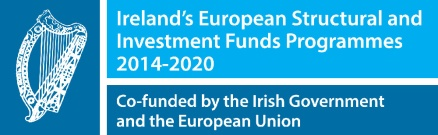 Ireland's European Structural and
Investment Funds Programmes
2014-2020
Co-funded by the Irish Government
and the European Union